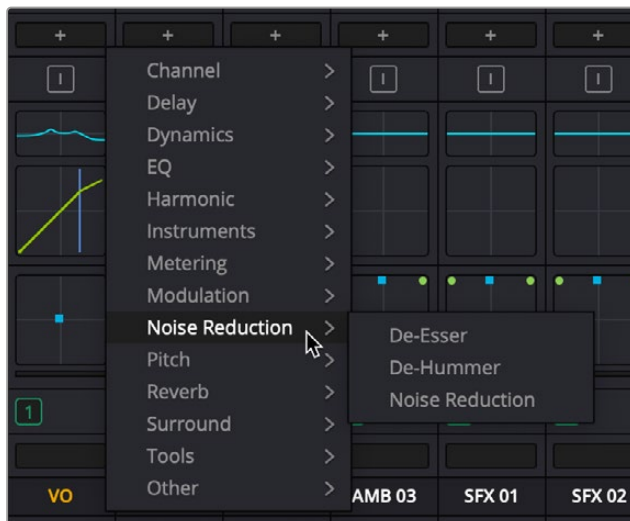 + + + + + +
I I I I
Channel >
Delay >
Dynamics >
EQ >
Harmonic >
Instruments >
Metering >
Modulation >
Noise Reduction >
De-Esser
De-Hummer
Noise Reduction
Pitch >
Reverb >
Surround >
Tools >
Other >
1
VO AMB 03 SFX 01 SFX 02